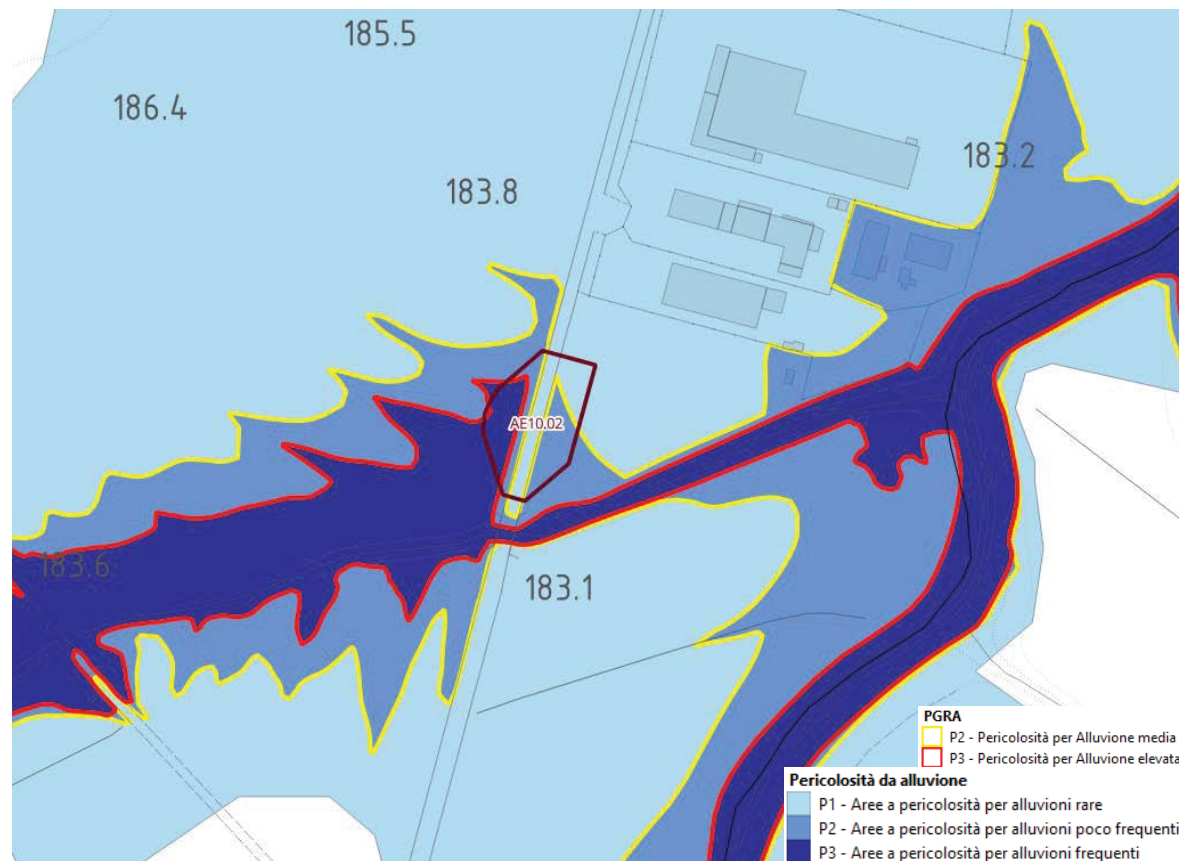 185.5
186.4
183.2
183.8
AE10.02
183.6
183.1
PGRA
P2 - Pericolosità per Alluvione media
P3 - Pericolosità per Alluvione elevata
Pericolosità da alluvione
P1 - Aree a pericolosità per alluvioni rare
P2 - Aree a pericolosità per alluvioni poco frequenti
P3 - Aree a pericolosità per alluvioni frequenti